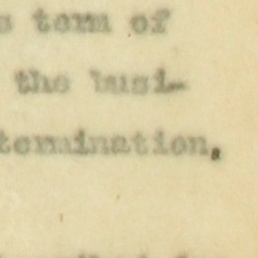 s term of
the busi-
termination.